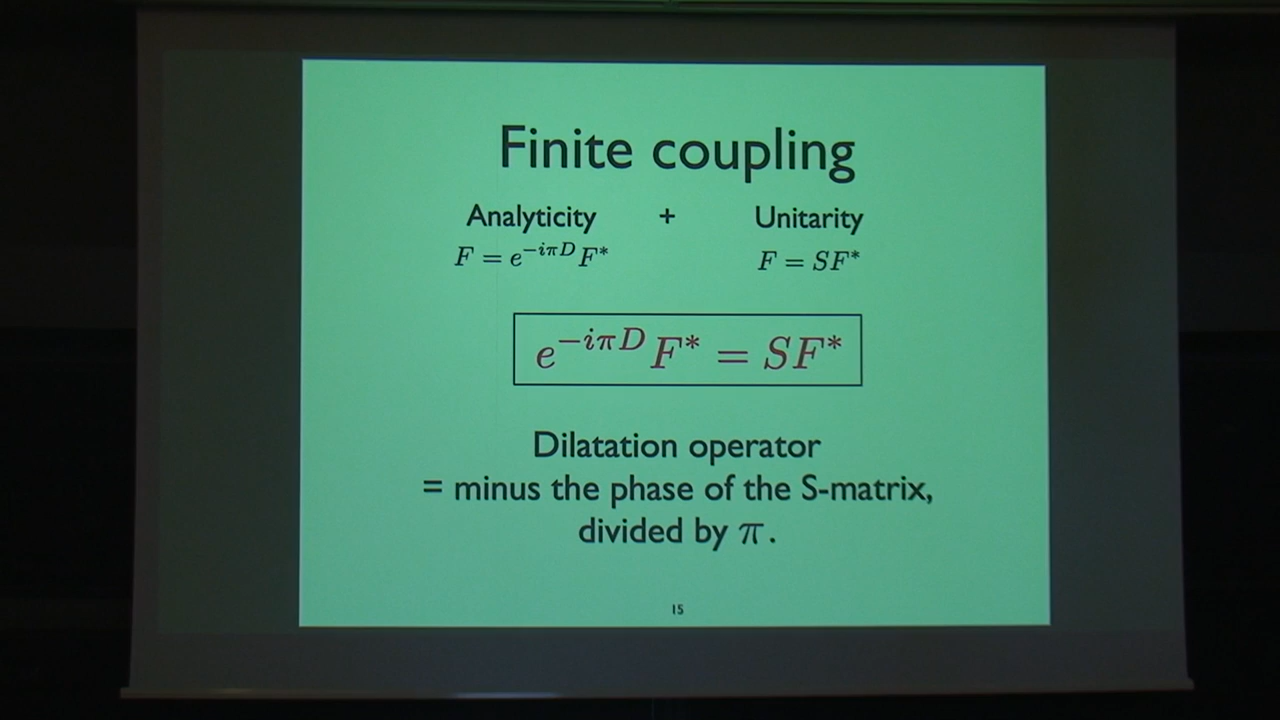 Finite coupling
Analyticity + Unitarity
F = e^{-iπD} F* F = SF*
e^{-iπD} F* = SF*
Dilatation operator
= minus the phase of the S-matrix,
divided by π.
15